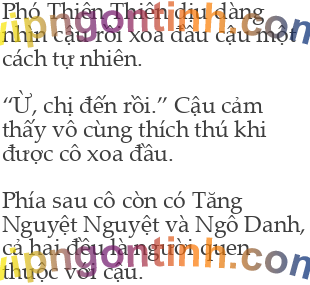 Phó Thiên Thiên dịu dàng
nhìn cậu rồi xoa đầu cậu một
cách tự nhiên.
“Ừ, chị đến rồi.” Cậu cảm
thấy vô cùng thích thú khi
được cô xoa đầu.
Phía sau cô còn có Tăng
Nguyệt Nguyệt và Ngô Danh,
cả hai đều là người quen
thuộc với cậu.
vipngontinh.com
vipngontinh.com